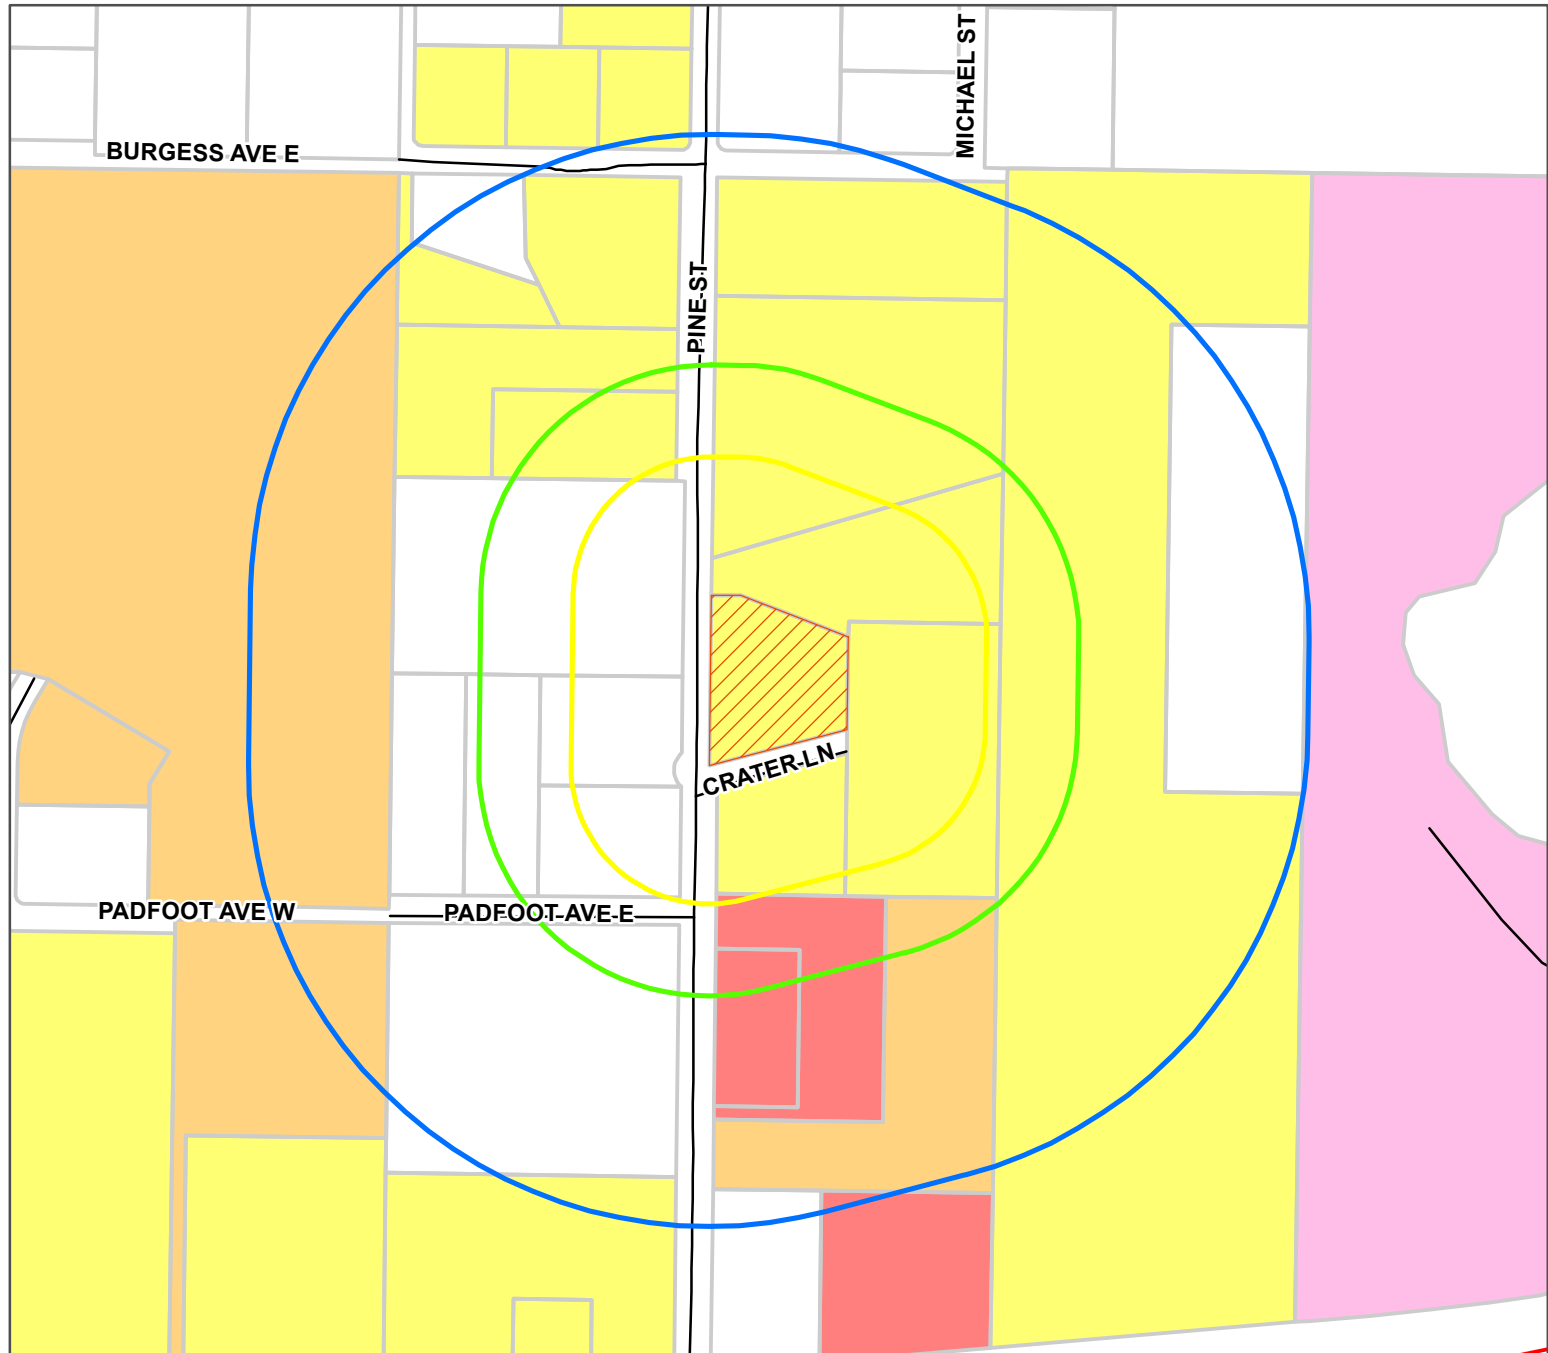 MICHAEL ST
BURGESS AVE E
PINE ST
CRATER LN
PADFOOT AVE W
PADFOOT AVE E